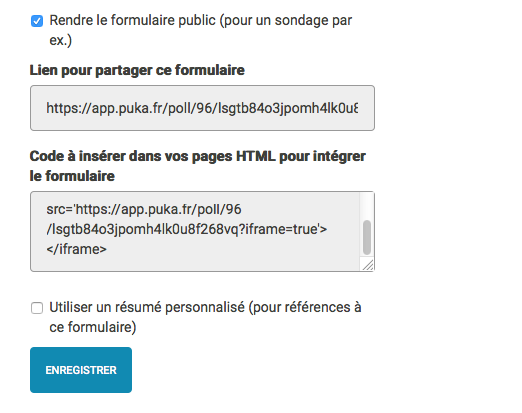 Rendre le formulaire public (pour un sondage par
ex.)
Lien pour partager ce formulaire
https://app.puka.fr/poll/96/lsgtb84o3jpomh4lk0u8
Code à insérer dans vos pages HTML pour intégrer
le formulaire
src='https://app.puka.fr/poll/96
/lsgtb84o3jpomh4lk0u8f268vq?iframe=true'>
</iframe>
Utiliser un résumé personnalisé (pour références à
ce formulaire)
ENREGISTRER